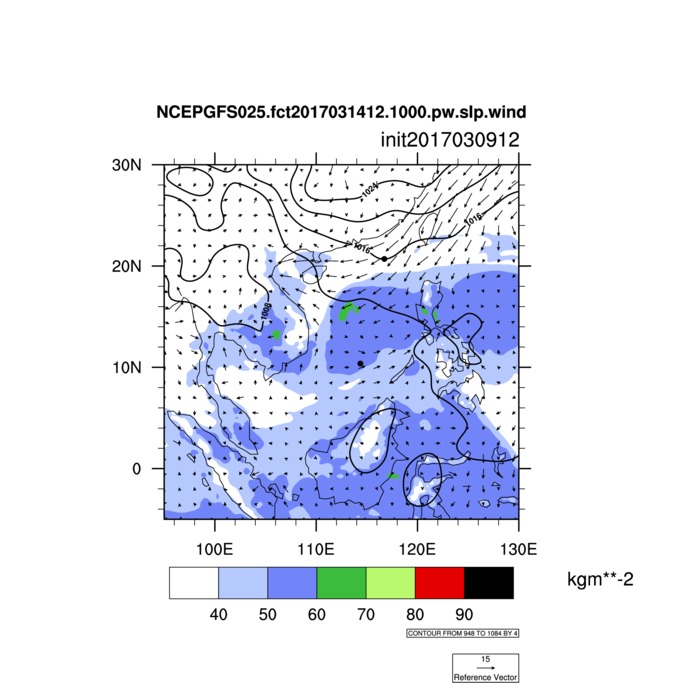 NCEPGFS025.fct2017031412.1000.pw.slp.wind
init2017030912
30N
1024
1016
1016
20N
1008
10N
0
100E 110E 120E 130E
kgm**-2
40 50 60 70 80 90
CONTOUR FROM 948 TO 1084 BY 4
15
Reference Vector